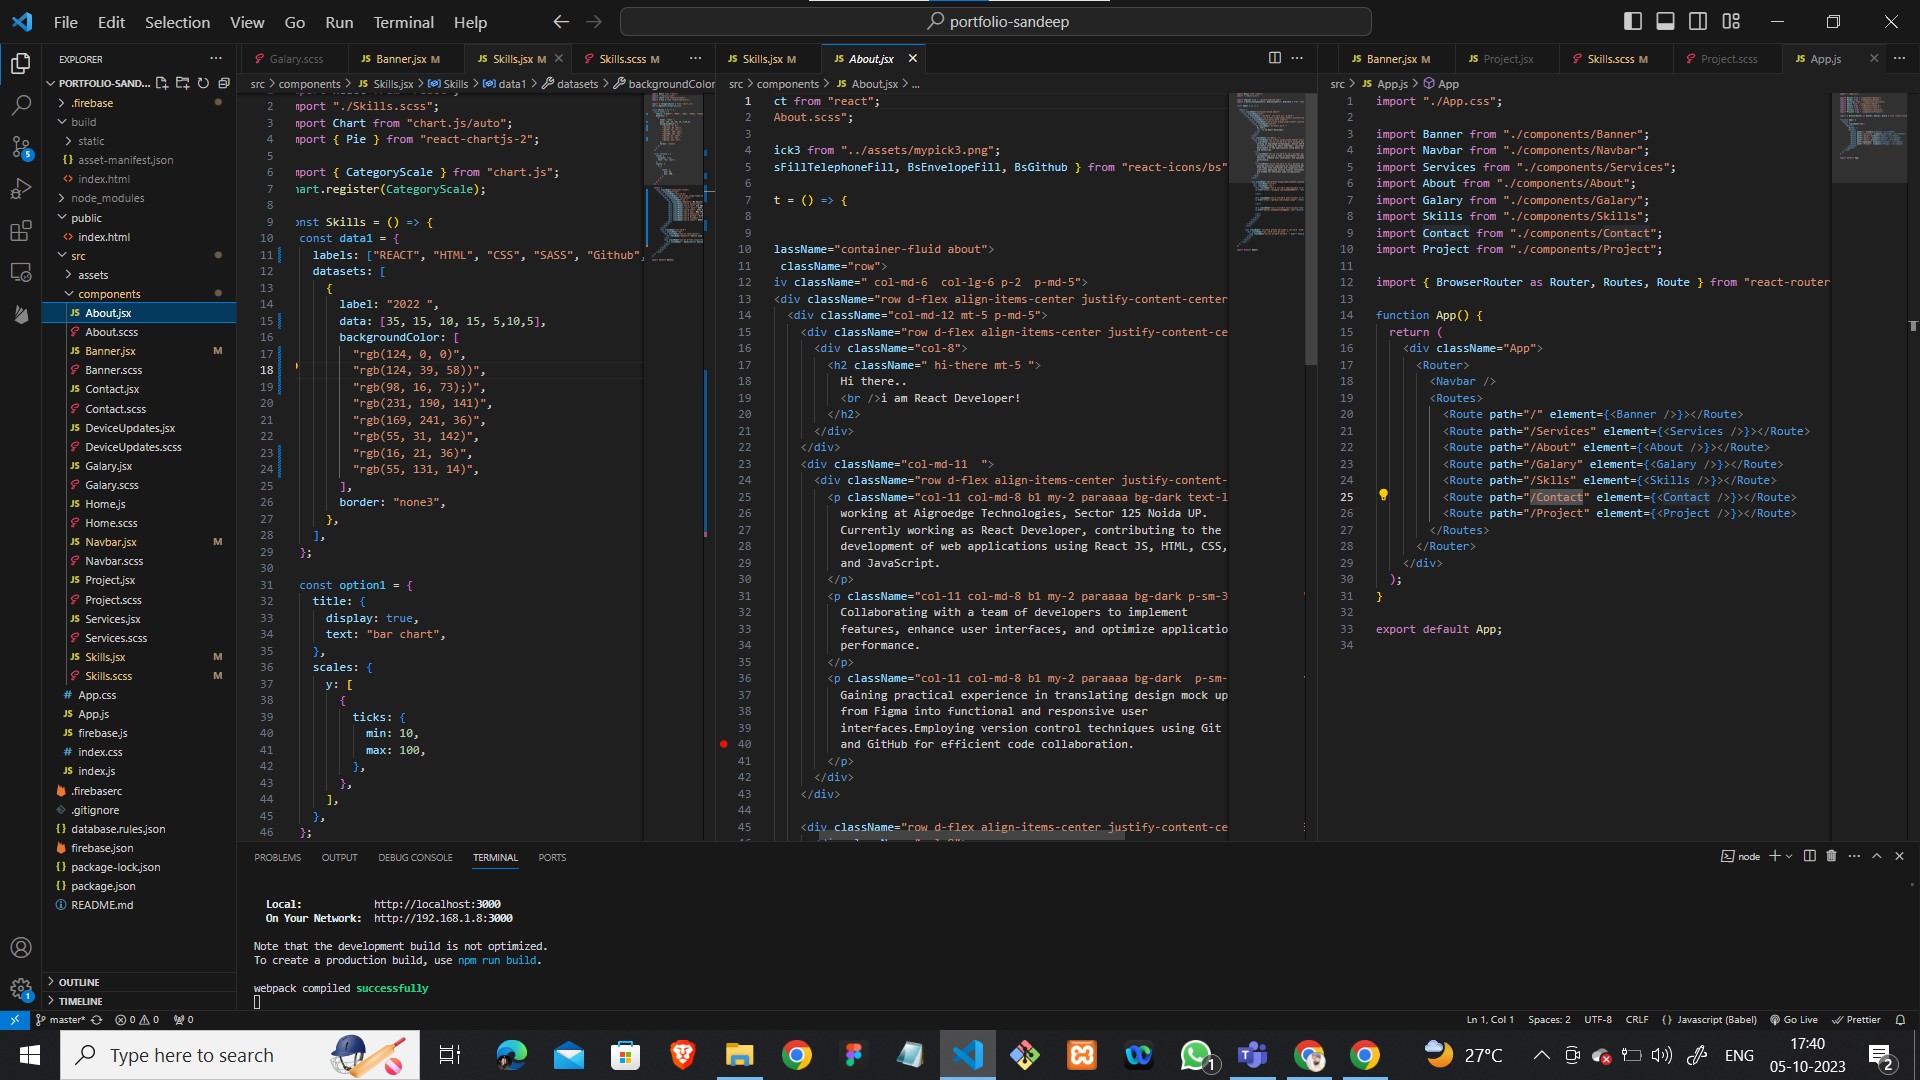 File Edit Selection View Go Run Terminal Help
portfolio-sandeep
EXPLORER
PORTFOLIO-SAND...
.firebase
build
static
asset-manifest.json
index.html
node_modules
public
index.html
src
assets
components
About.jsx
About.scss
Banner.jsx M
Banner.scss
Contact.jsx
Contact.scss
DeviceUpdates.jsx
DeviceUpdates.scss
Galary.jsx
Galary.scss
Home.js
Home.scss
Navbar.jsx M
Navbar.scss
Project.jsx
Project.scss
Services.jsx
Services.scss
Skills.jsx M
Skills.scss M
App.css
App.js
firebase.js
index.css
index.js
.firebaserc
.gitignore
database.rules.json
firebase.json
package-lock.json
package.json
README.md
OUTLINE
TIMELINE
Galary.scss Banner.jsx M Skills.jsx M Skills.scss M
src > components > Skills.jsx > Skills > data1 > datasets > backgroundColor
2 mport "./Skills.scss";
3 mport Chart from "chart.js/auto";
4 mport { Pie } from "react-chartjs-2";
5
6 mport { CategoryScale } from "chart.js";
7 hart.register(CategoryScale);
8
9 onst Skills = () => {
10 const data1 = {
11 labels: ["REACT", "HTML", "CSS", "SASS", "Github",
12 datasets: [
13 {
14 label: "2022 ",
15 data: [35, 15, 10, 15, 5,10,5],
16 backgroundColor: [
17 "rgb(124, 0, 0)",
18 "rgb(124, 39, 58))",
19 "rgb(98, 16, 73);)",
20 "rgb(231, 190, 141)",
21 "rgb(169, 241, 36)",
22 "rgb(55, 31, 142)",
23 "rgb(16, 21, 36)",
24 "rgb(55, 131, 14)",
25 ],
26 border: "none3",
27 },
28 ],
29 };
30
31 const option1 = {
32 title: {
33 display: true,
34 text: "bar chart",
35 },
36 scales: {
37 y: [
38 {
39 ticks: {
40 min: 10,
41 max: 100,
42 },
43 },
44 ],
45 },
46 };
Skills.jsx M About.jsx
src > components > About.jsx > ...
1 ct from "react";
2 About.scss";
3
4 ick3 from "../assets/mypick3.png";
5 sFillTelephoneFill, BsEnvelopeFill, BsGithub } from "react-icons/bs"
6
7 t = () => {
8
9
10 lassName="container-fluid about">
11 className="row">
12 iv className=" col-md-6  col-lg-6 p-2  p-md-5">
13 <div className="row d-flex align-items-center justify-content-center
14 <div className="col-md-12 mt-5 p-md-5">
15 <div className="row d-flex align-items-center justify-content-ce
16 <div className="col-8">
17 <h2 className=" hi-there mt-5 ">
18 Hi there..
19 <br />i am React Developer!
20 </h2>
21 </div>
22 </div>
23 <div className="col-md-11  ">
24 <div className="row d-flex align-items-center justify-content-
25 <p className="col-11 col-md-8 b1 my-2 paraaaa bg-dark text-l
26 working at Aigroedge Technologies, Sector 125 Noida UP.
27 Currently working as React Developer, contributing to the
28 development of web applications using React JS, HTML, CSS,
29 and JavaScript.
30 </p>
31 <p className="col-11 col-md-8 b1 my-2 paraaaa bg-dark p-sm-3
32 Collaborating with a team of developers to implement
33 features, enhance user interfaces, and optimize applicatio
34 performance.
35 </p>
36 <p className="col-11 col-md-8 b1 my-2 paraaaa bg-dark  p-sm-
37 Gaining practical experience in translating design mock up
38 from Figma into functional and responsive user
39 interfaces.Employing version control techniques using Git
40 and GitHub for efficient code collaboration.
41 </p>
42 </div>
43 </div>
44
45 <div className="row d-flex align-items-center justify-content-ce
Banner.jsx M Project.jsx Skills.scss M Project.scss App.js
src > App.js > App
1 import "./App.css";
2
3 import Banner from "./components/Banner";
4 import Navbar from "./components/Navbar";
5 import Services from "./components/Services";
6 import About from "./components/About";
7 import Galary from "./components/Galary";
8 import Skills from "./components/Skills";
9 import Contact from "./components/Contact";
10 import Project from "./components/Project";
11
12 import { BrowserRouter as Router, Routes, Route } from "react-router
13
14 function App() {
15 return (
16 <div className="App">
17 <Router>
18 <Navbar />
19 <Routes>
20 <Route path="/" element={<Banner />}></Route>
21 <Route path="/Services" element={<Services />}></Route>
22 <Route path="/About" element={<About />}></Route>
23 <Route path="/Galary" element={<Galary />}></Route>
24 <Route path="/Sklls" element={<Skills />}></Route>
25 <Route path="/Contact" element={<Contact />}></Route>
26 <Route path="/Project" element={<Project />}></Route>
27 </Routes>
28 </Router>
29 </div>
30 );
31 }
32
33 export default App;
34
PROBLEMS OUTPUT DEBUG CONSOLE TERMINAL PORTS
node
Local: http://localhost:3000
On Your Network: http://192.168.1.8:3000
Note that the development build is not optimized.
To create a production build, use npm run build.
webpack compiled successfully
master* 0 0 0
Ln 1, Col 1 Spaces: 2 UTF-8 CRLF {} Javascript (Babel) Go Live Prettier
Type here to search
27°C
ENG
17:40
05-10-2023
2